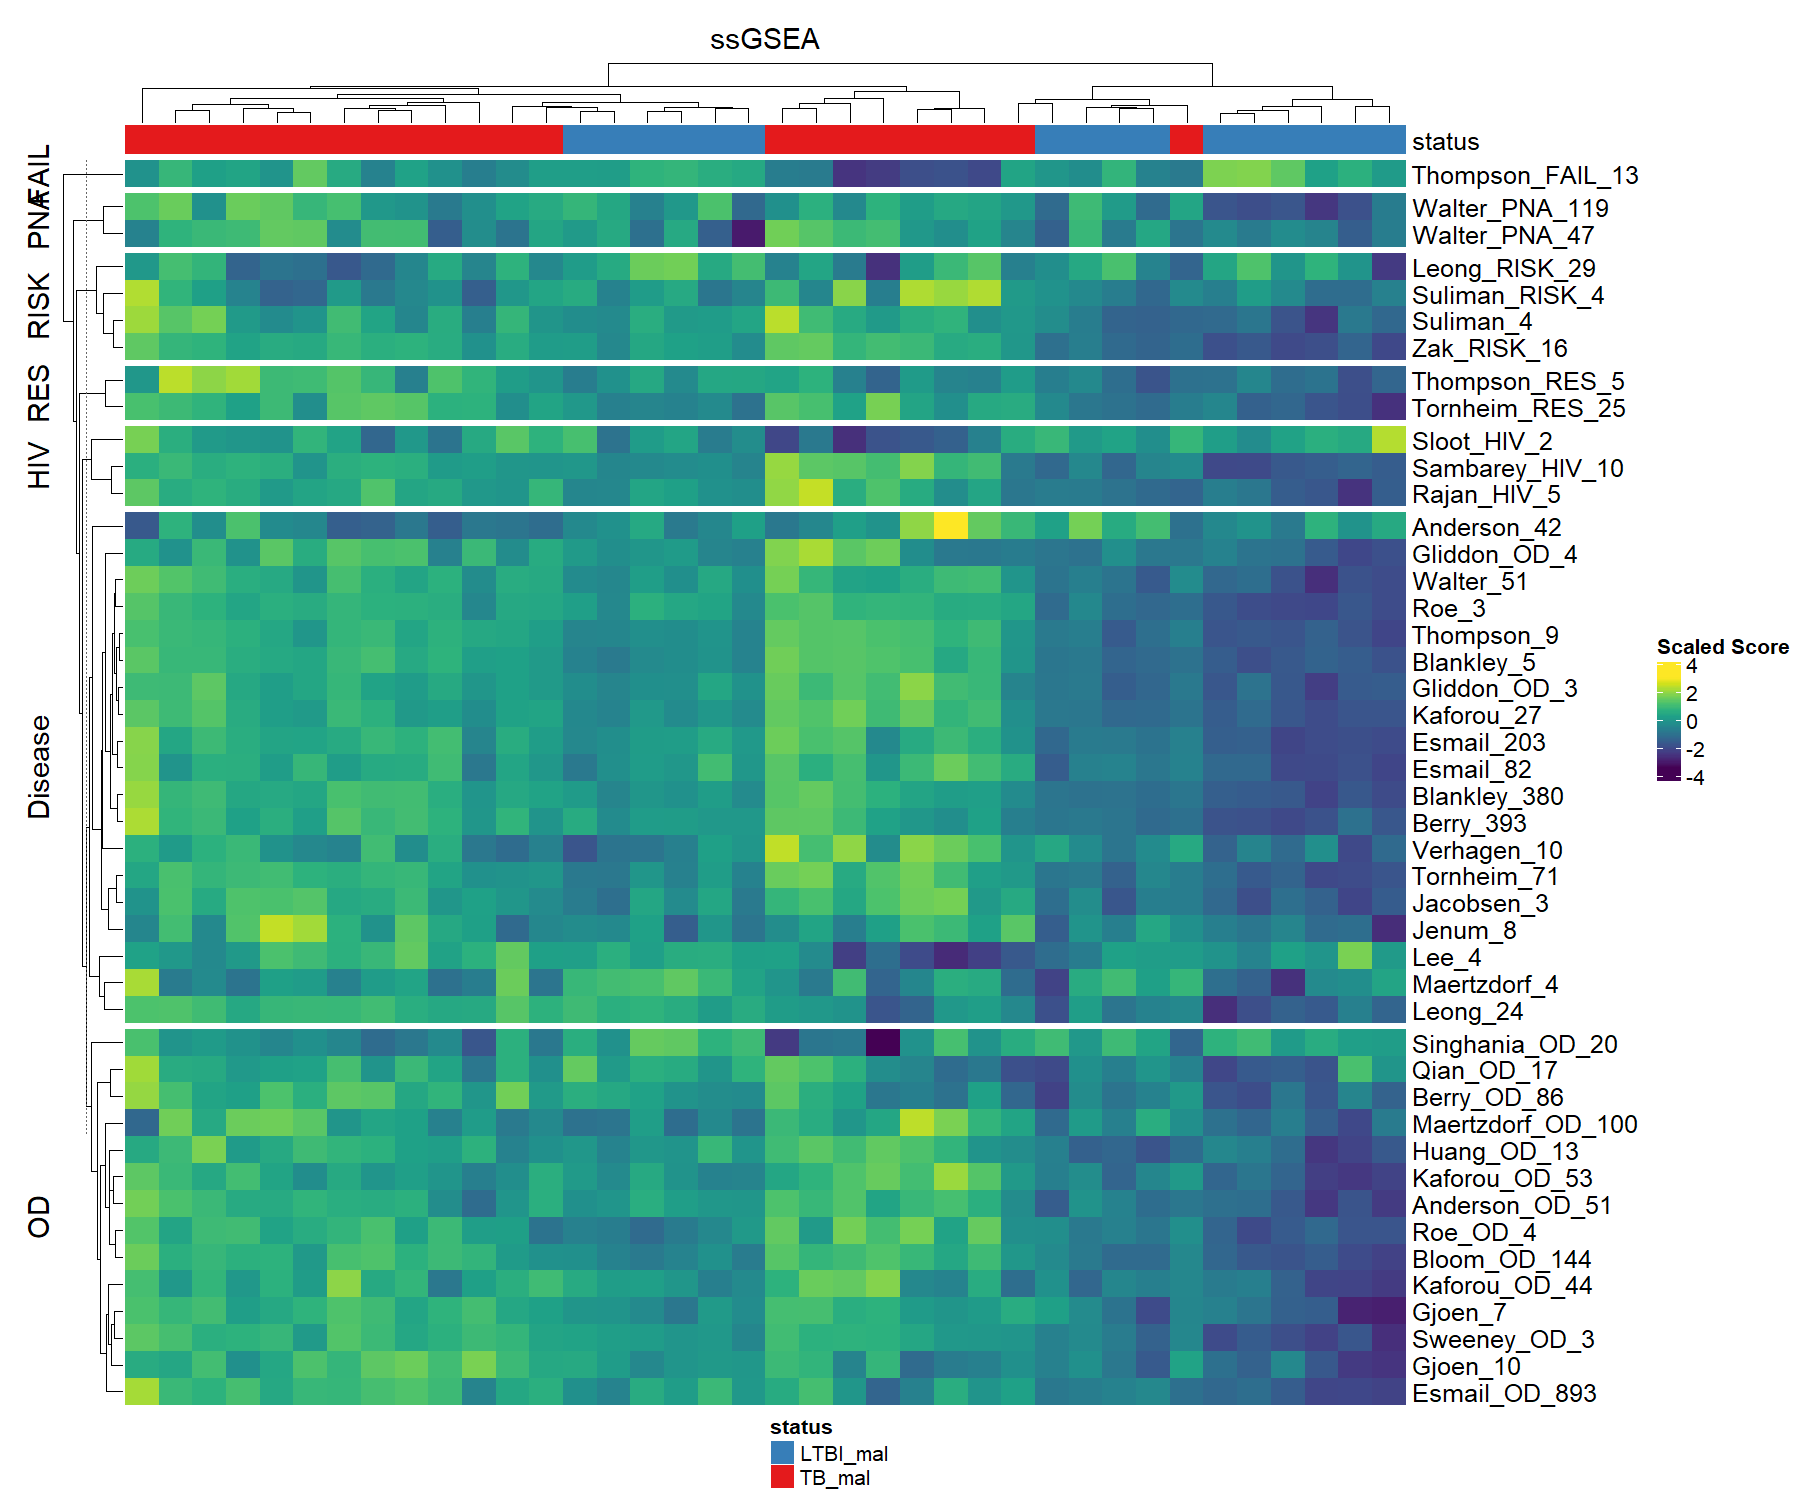 ssGSEA
status
FAIL
Thompson_FAIL_13
PNA
Walter_PNA_119
Walter_PNA_47
RISK
Leong_RISK_29
Suliman_RISK_4
Suliman_4
Zak_RISK_16
RES
Thompson_RES_5
Tornheim_RES_25
HIV
Sloot_HIV_2
Sambarey_HIV_10
Rajan_HIV_5
Disease
Anderson_42
Gliddon_OD_4
Walter_51
Roe_3
Thompson_9
Blankley_5
Gliddon_OD_3
Kaforou_27
Esmail_203
Esmail_82
Blankley_380
Berry_393
Verhagen_10
Tornheim_71
Jacobsen_3
Jenum_8
Lee_4
Maertzdorf_4
Leong_24
OD
Singhania_OD_20
Qian_OD_17
Berry_OD_86
Maertzdorf_OD_100
Huang_OD_13
Kaforou_OD_53
Anderson_OD_51
Roe_OD_4
Bloom_OD_144
Kaforou_OD_44
Gjoen_7
Sweeney_OD_3
Gjoen_10
Esmail_OD_893
Scaled Score
4
2
0
-2
-4
status
LTBI_mal
TB_mal